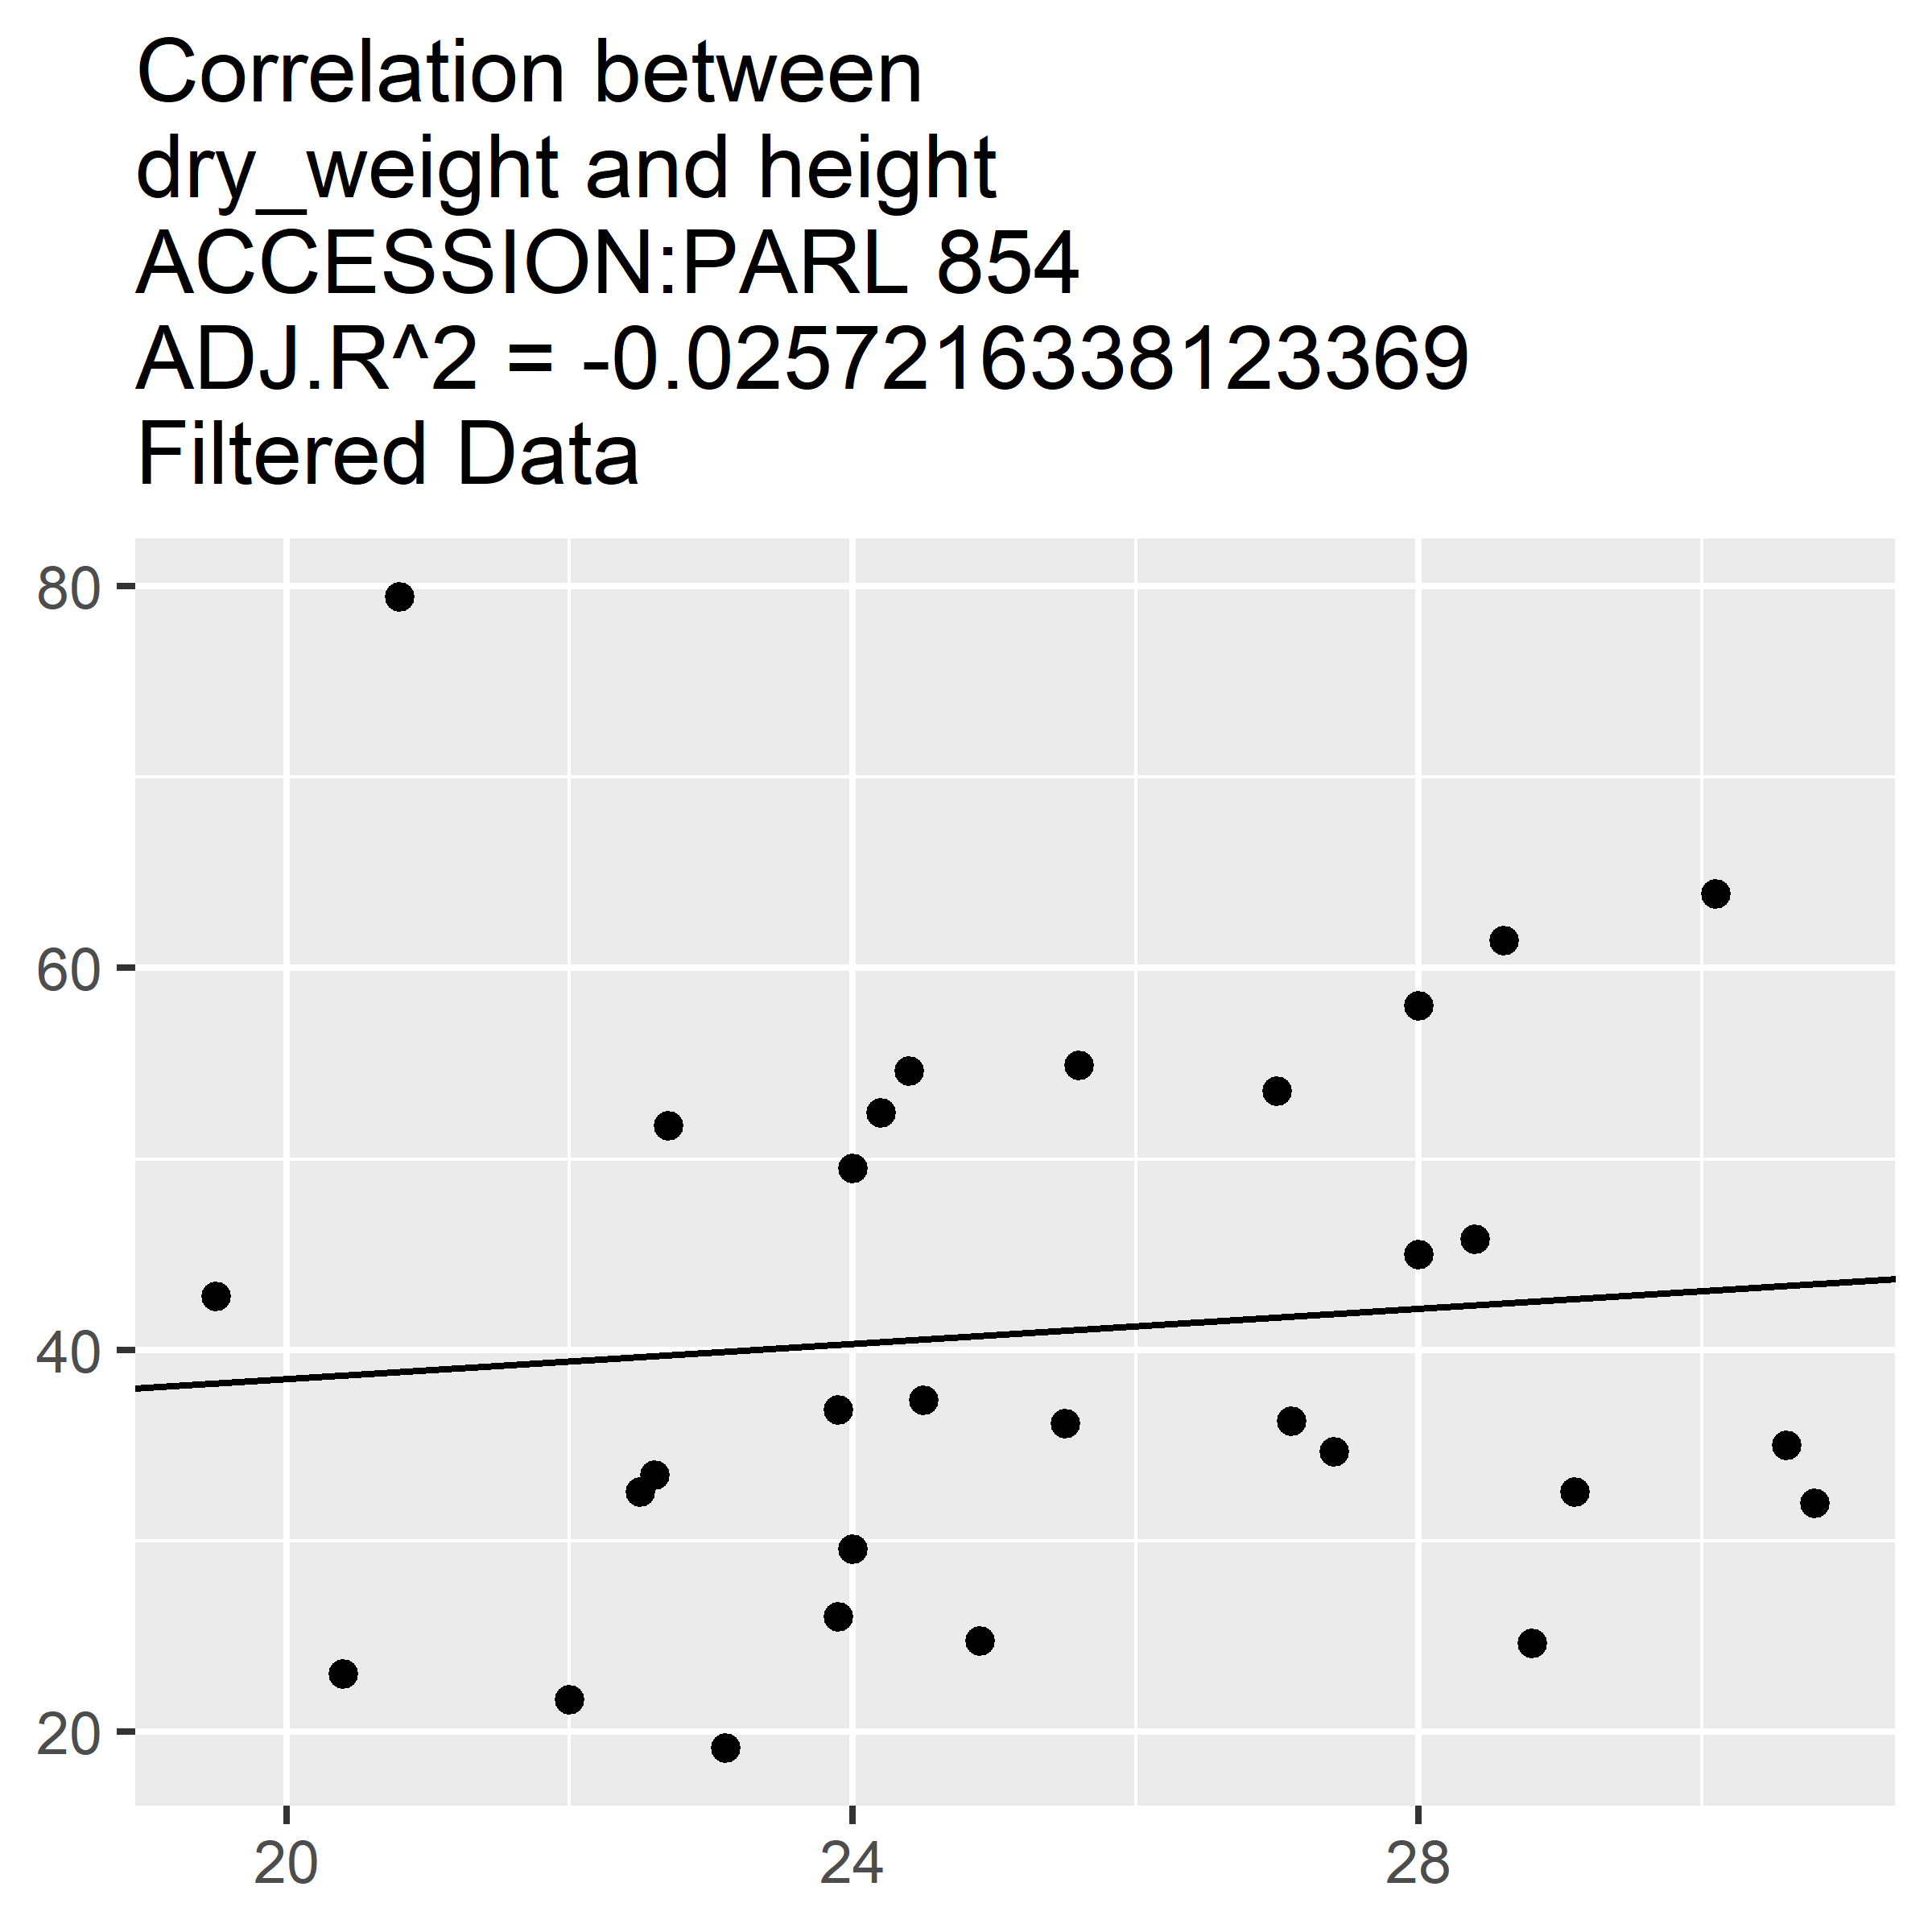 Correlation between
dry_weight and height
ACCESSION:PARL 854
ADJ.R^2 = -0.0257216338123369
Filtered Data
80
60
40
20
20 24 28